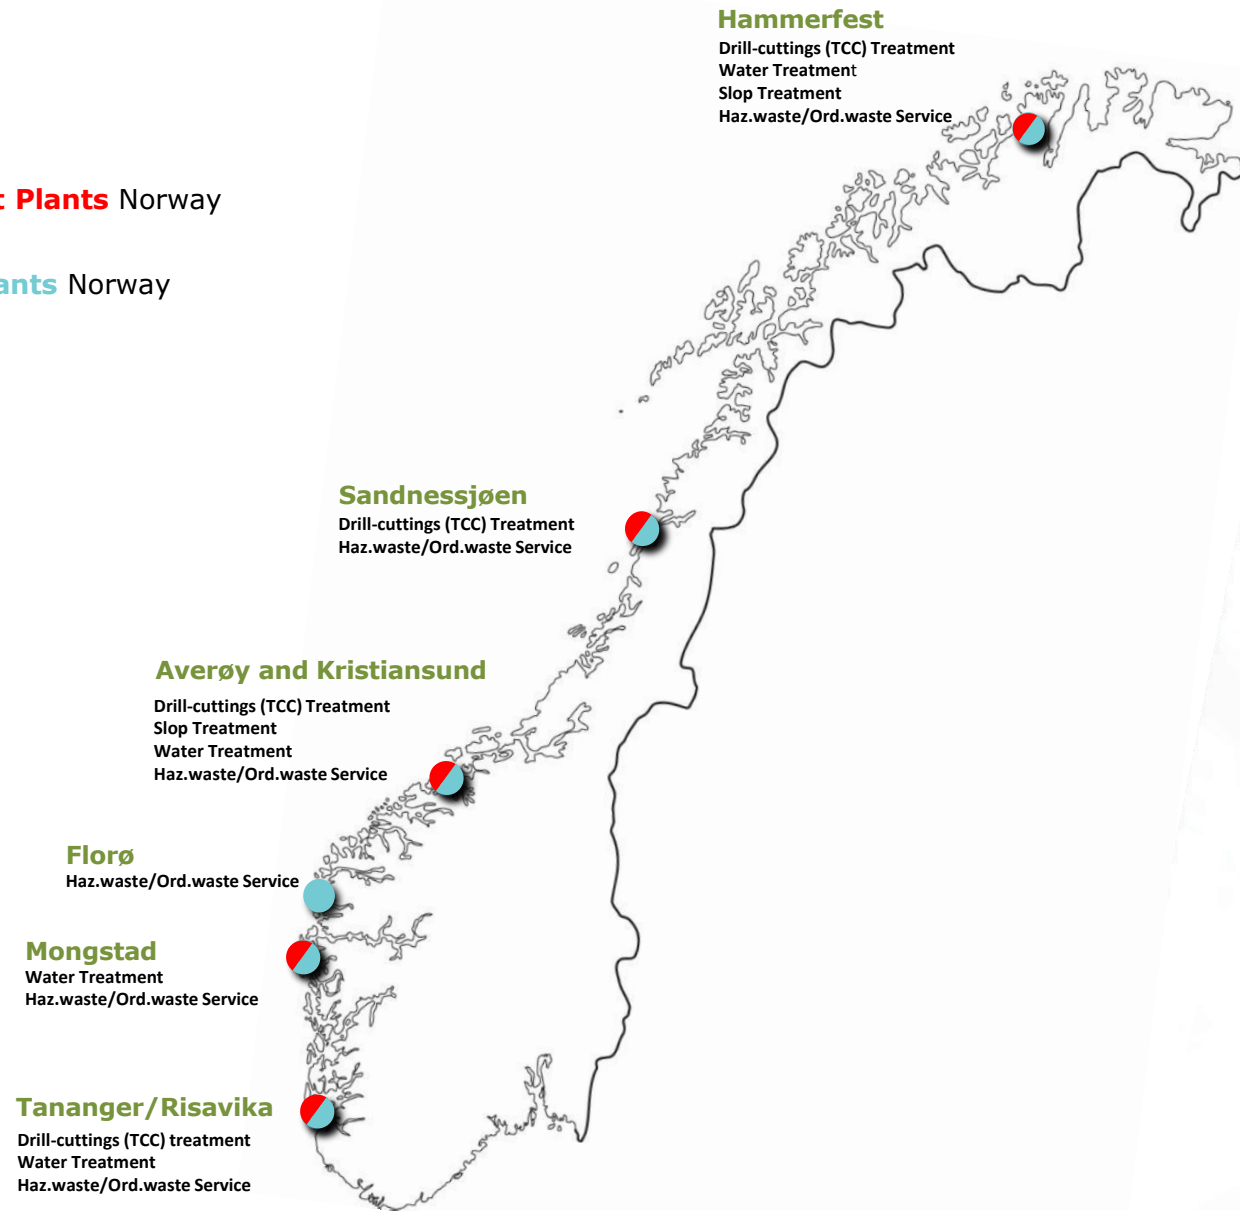 Hammerfest
Drill-cuttings (TCC) Treatment
Water Treatment
Slop Treatment
Haz.waste/Ord.waste Service
t Plants Norway
ants Norway
Sandnessjøen
Drill-cuttings (TCC) Treatment
Haz.waste/Ord.waste Service
Averøy and Kristiansund
Drill-cuttings (TCC) Treatment
Slop Treatment
Water Treatment
Haz.waste/Ord.waste Service
Florø
Haz.waste/Ord.waste Service
Mongstad
Water Treatment
Haz.waste/Ord.waste Service
Tananger/Risavika
Drill-cuttings (TCC) treatment
Water Treatment
Haz.waste/Ord.waste Service